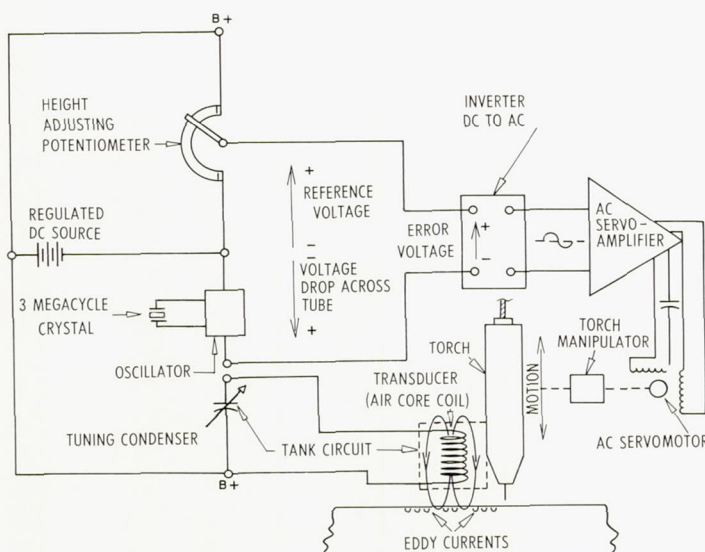 B+
HEIGHT
ADJUSTING
POTENTIOMETER
INVERTER
DC TO AC
+
REFERENCE
VOLTAGE
–
–
VOLTAGE
DROP ACROSS
TUBE
+
ERROR
VOLTAGE
+
–
AC
SERVO-
AMPLIFIER
REGULATED
DC SOURCE
3 MEGACYCLE
CRYSTAL
OSCILLATOR
TORCH
TORCH
MANIPULATOR
MOTION
TRANSDUCER
(AIR CORE COIL)
TUNING CONDENSER
TANK CIRCUIT
AC SERVOMOTOR
B+
EDDY CURRENTS